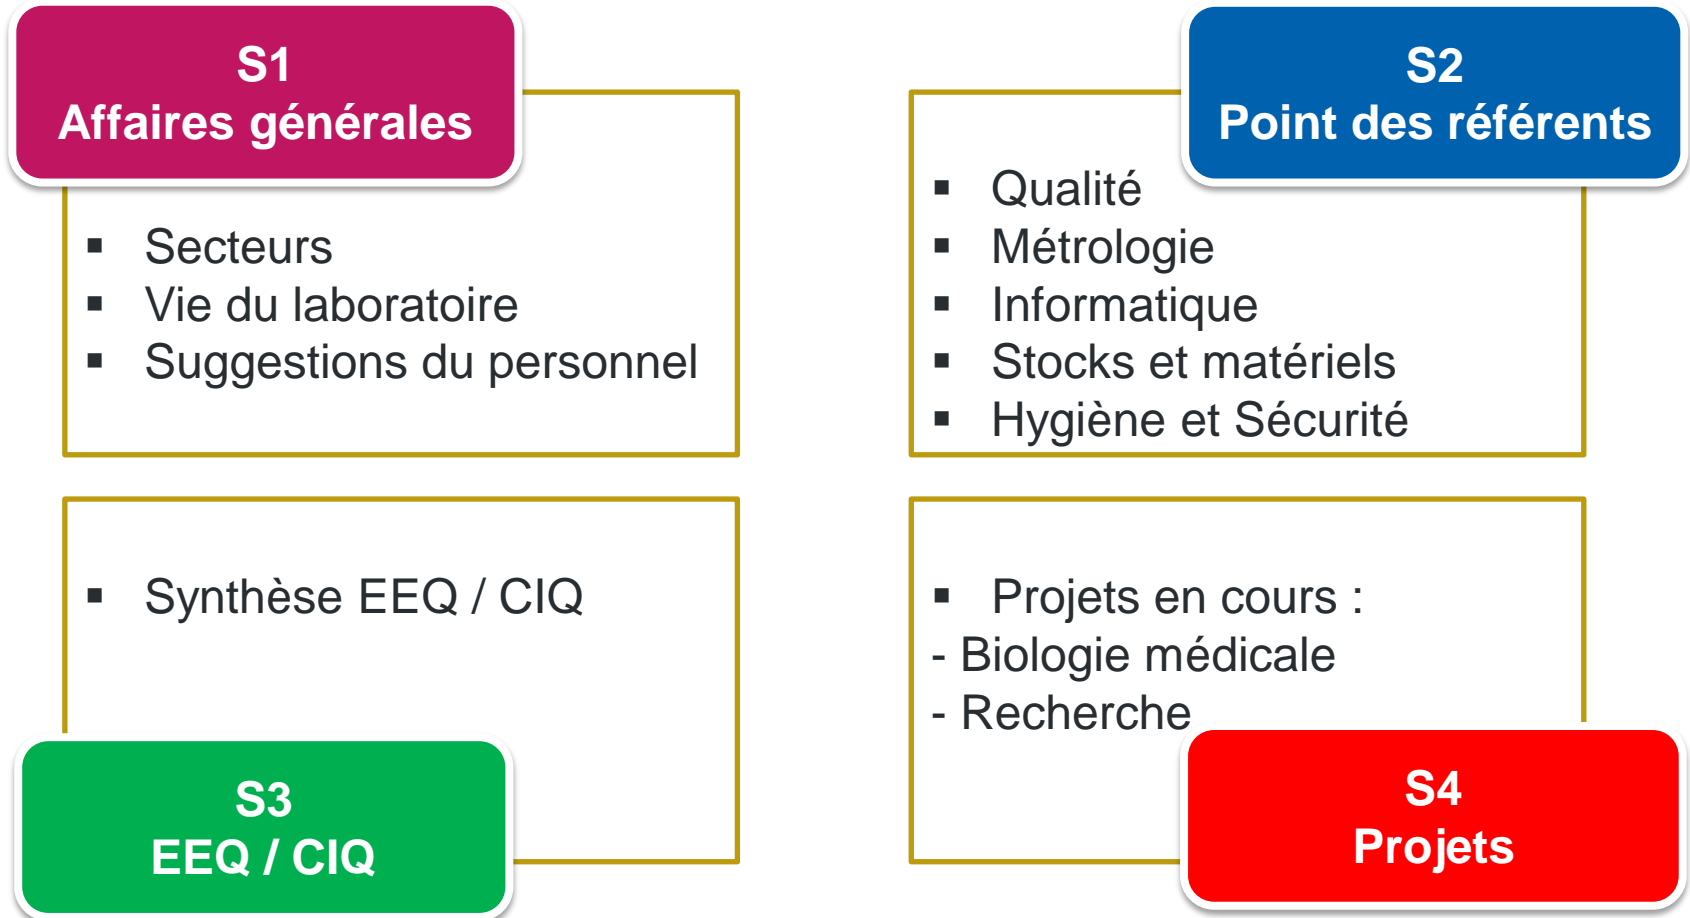 S1
Affaires générales
▪ Secteurs
▪ Vie du laboratoire
▪ Suggestions du personnel
S2
Point des référents
▪ Qualité
▪ Métrologie
▪ Informatique
▪ Stocks et matériels
▪ Hygiène et Sécurité
▪ Synthèse EEQ / CIQ
S3
EEQ / CIQ
▪ Projets en cours :
- Biologie médicale
- Recherche
S4
Projets